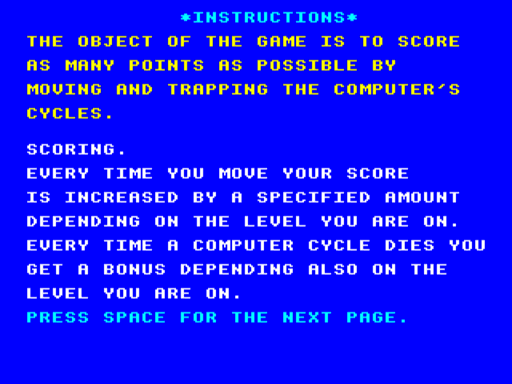 *INSTRUCTIONS*
THE OBJECT OF THE GAME IS TO SCORE
AS MANY POINTS AS POSSIBLE BY
MOVING AND TRAPPING THE COMPUTER'S
CYCLES.
SCORING.
EVERY TIME YOU MOVE YOUR SCORE
IS INCREASED BY A SPECIFIED AMOUNT
DEPENDING ON THE LEVEL YOU ARE ON.
EVERY TIME A COMPUTER CYCLE DIES YOU
GET A BONUS DEPENDING ALSO ON THE
LEVEL YOU ARE ON.
PRESS SPACE FOR THE NEXT PAGE.